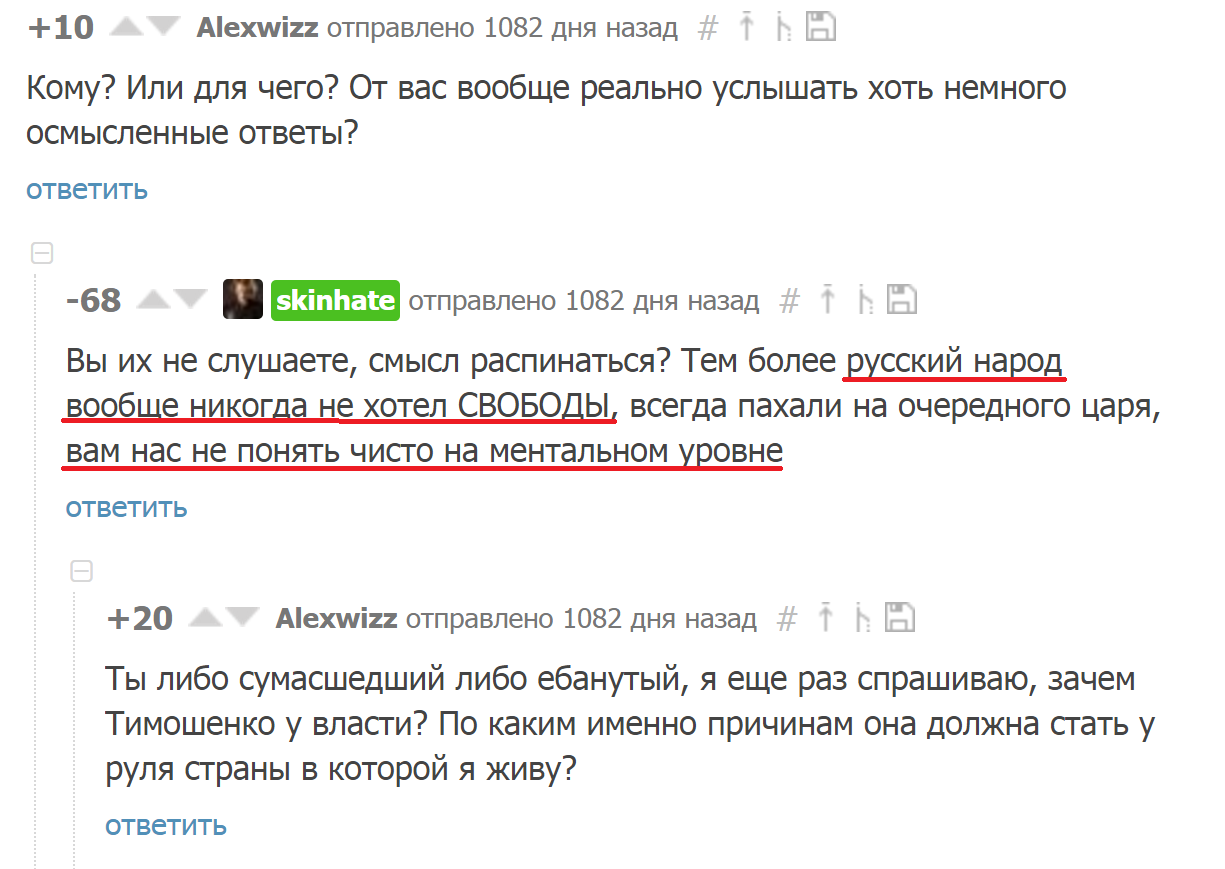 +10 Alexwizz отправлено 1082 дня назад #
Кому? Или для чего? От вас вообще реально услышать хоть немного
осмысленные ответы?
ответить
-68 skinhate отправлено 1082 дня назад #
Вы их не слушаете, смысл распинаться? Тем более русский народ
вообще никогда не хотел СВОБОДЫ, всегда пахали на очередного царя,
вам нас не понять чисто на ментальном уровне
ответить
+20 Alexwizz отправлено 1082 дня назад #
Ты либо сумасшедший либо ебанутый, я еще раз спрашиваю, зачем
Тимошенко у власти? По каким именно причинам она должна стать у
руля страны в которой я живу?
ответить